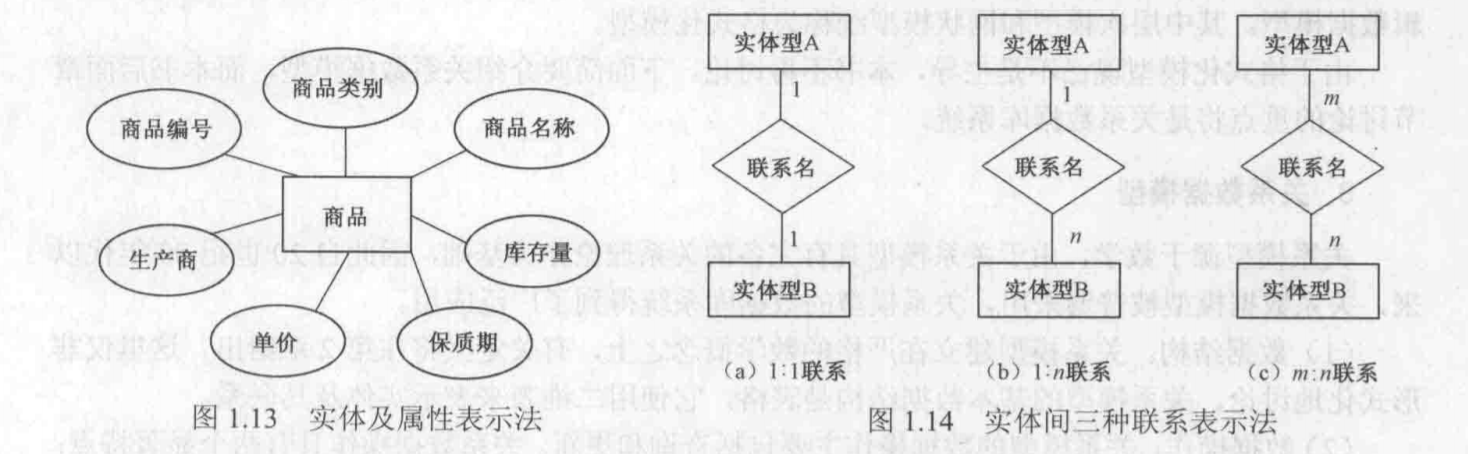 商品类别
商品编号
商品名称
商品
生产商
库存量
单价
保质期
图 1.13 实体及属性表示法
实体型A
1
联系名
1
实体型B
(a) 1:1联系
实体型A
1
联系名
n
实体型B
(b) 1:n联系
实体型A
m
联系名
n
实体型B
(c) m:n联系
图 1.14 实体间三种联系表示法